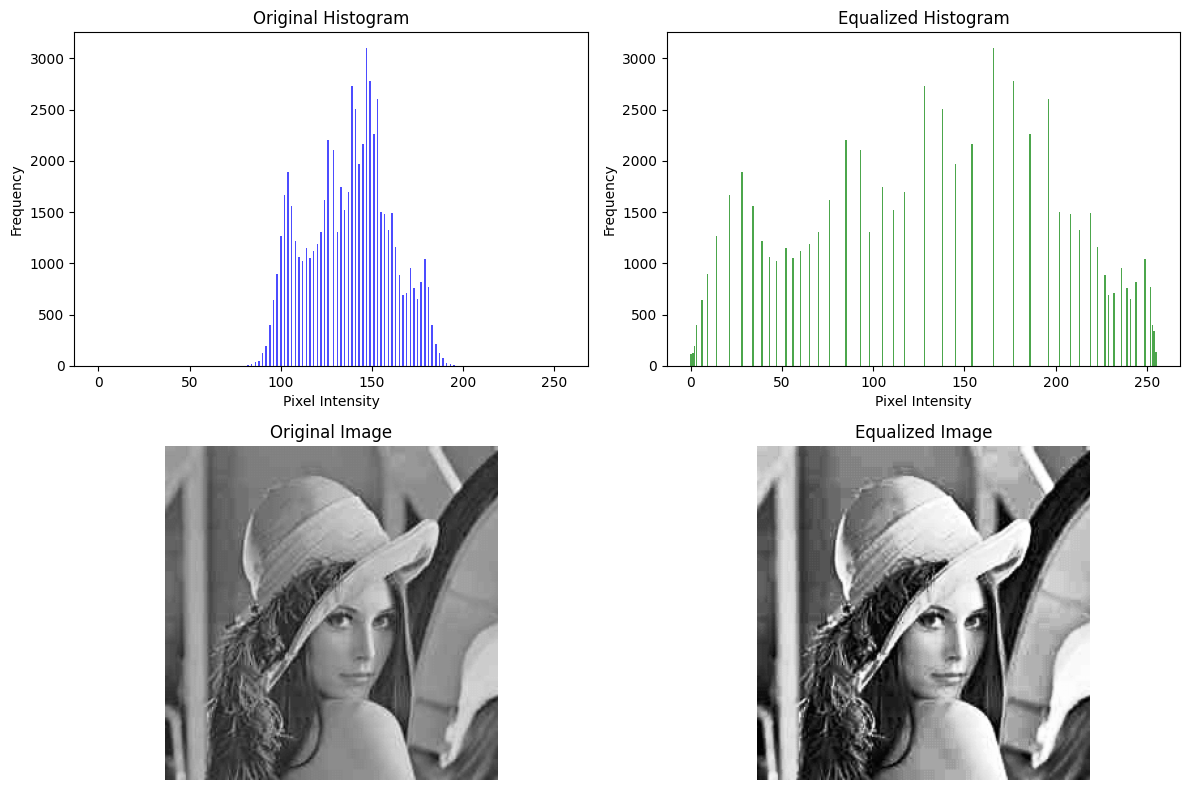 Original Histogram
Frequency
3000
2500
2000
1500
1000
500
0
0 50 100 150 200 250
Pixel Intensity
Equalized Histogram
Frequency
3000
2500
2000
1500
1000
500
0
0 50 100 150 200 250
Pixel Intensity
Original Image
Equalized Image